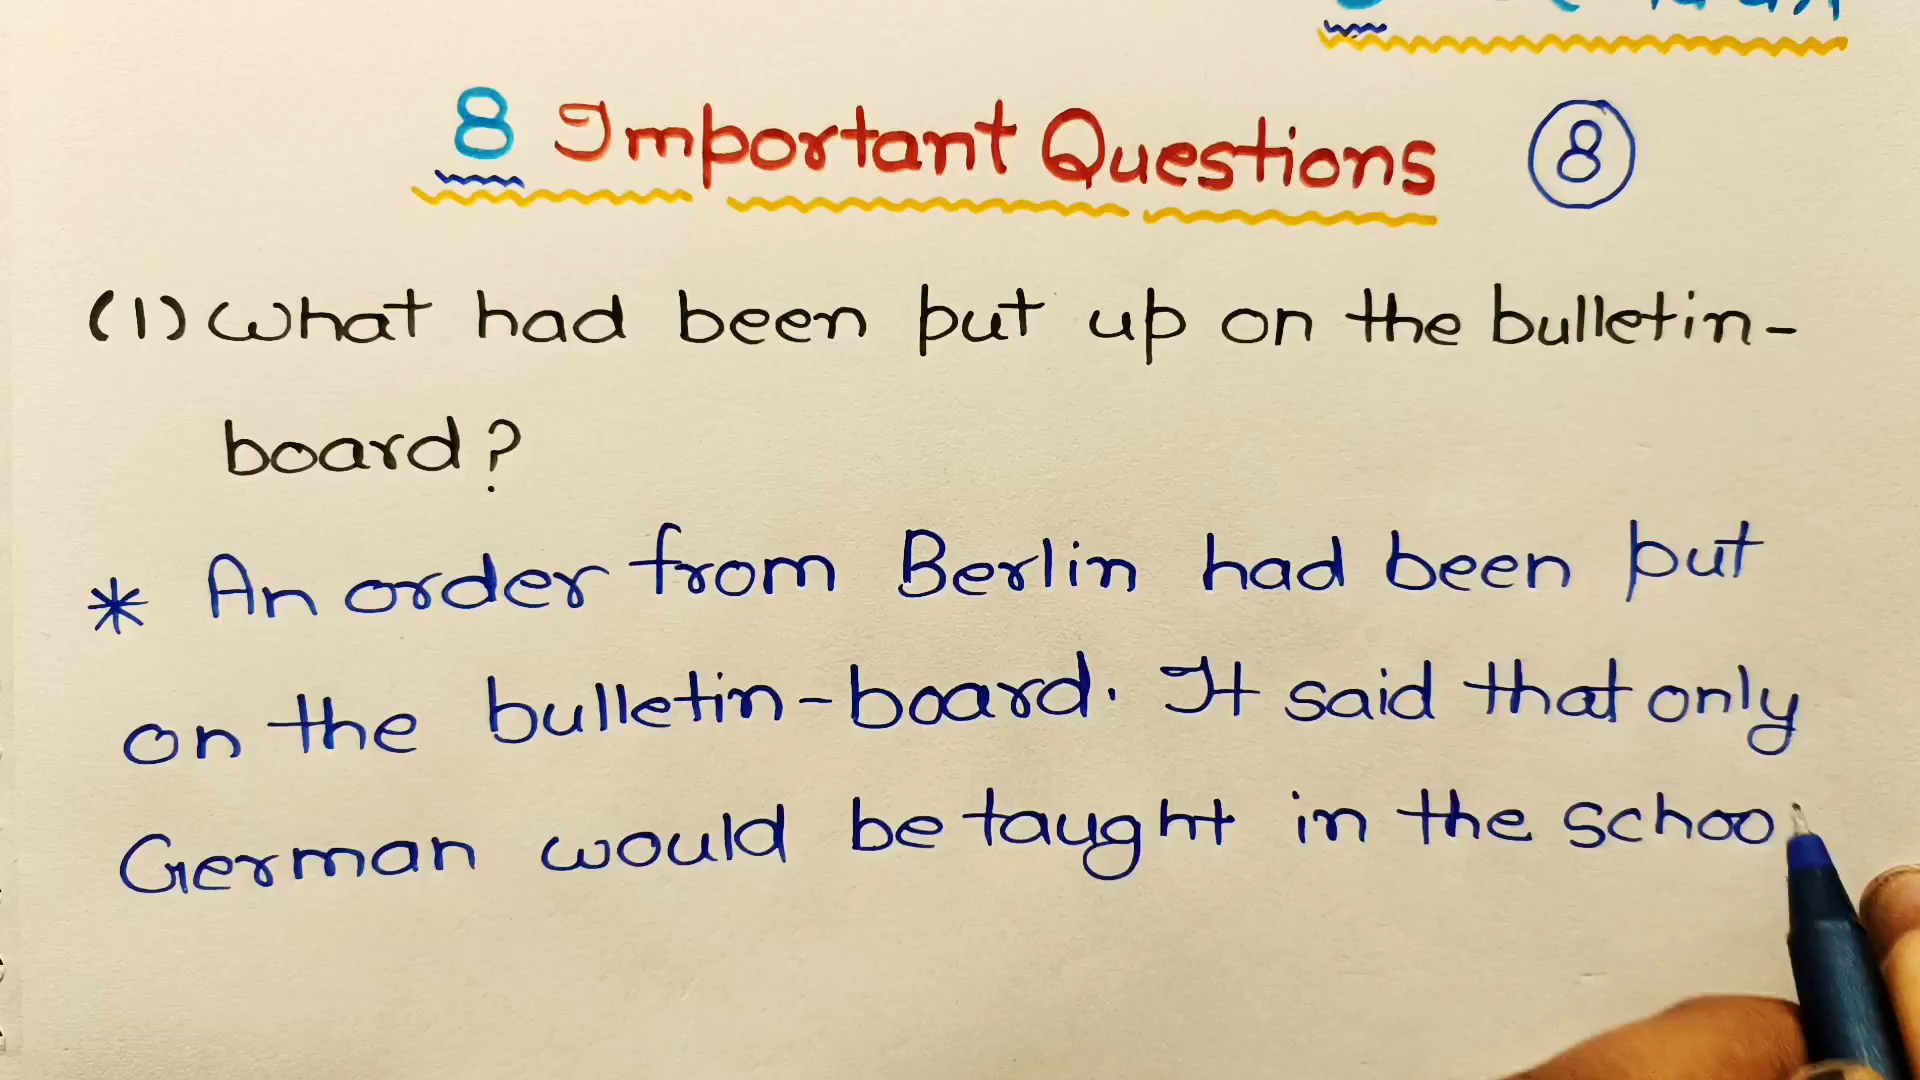 8 Important Questions 8
(1) What had been put up on the bulletin-
board?
* An order from Berlin had been put
on the bulletin-board. It said that only
German would be taught in the schoo